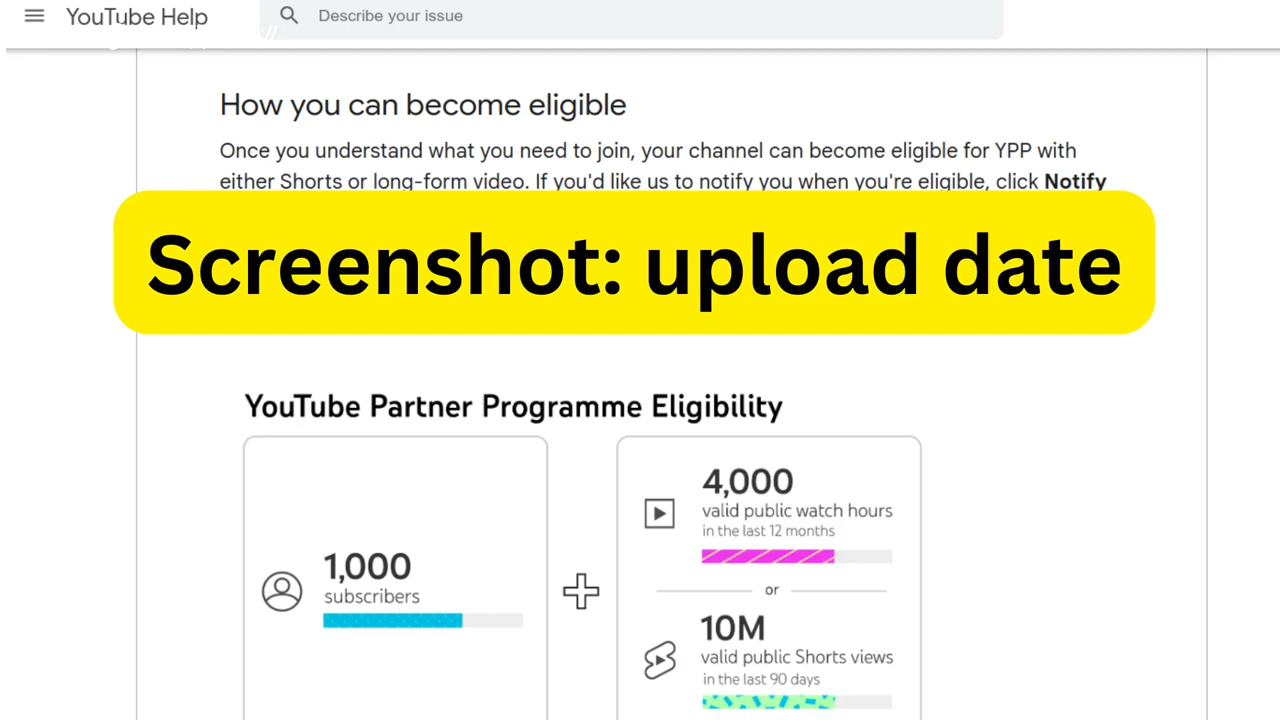 YouTube Help
Describe your issue
How you can become eligible
Once you understand what you need to join, your channel can become eligible for YPP with
either Shorts or long-form video. If you'd like us to notify you when you're eligible, click Notify
Screenshot: upload date
YouTube Partner Programme Eligibility
1,000
subscribers
4,000
valid public watch hours
in the last 12 months
or
10M
valid public Shorts views
in the last 90 days